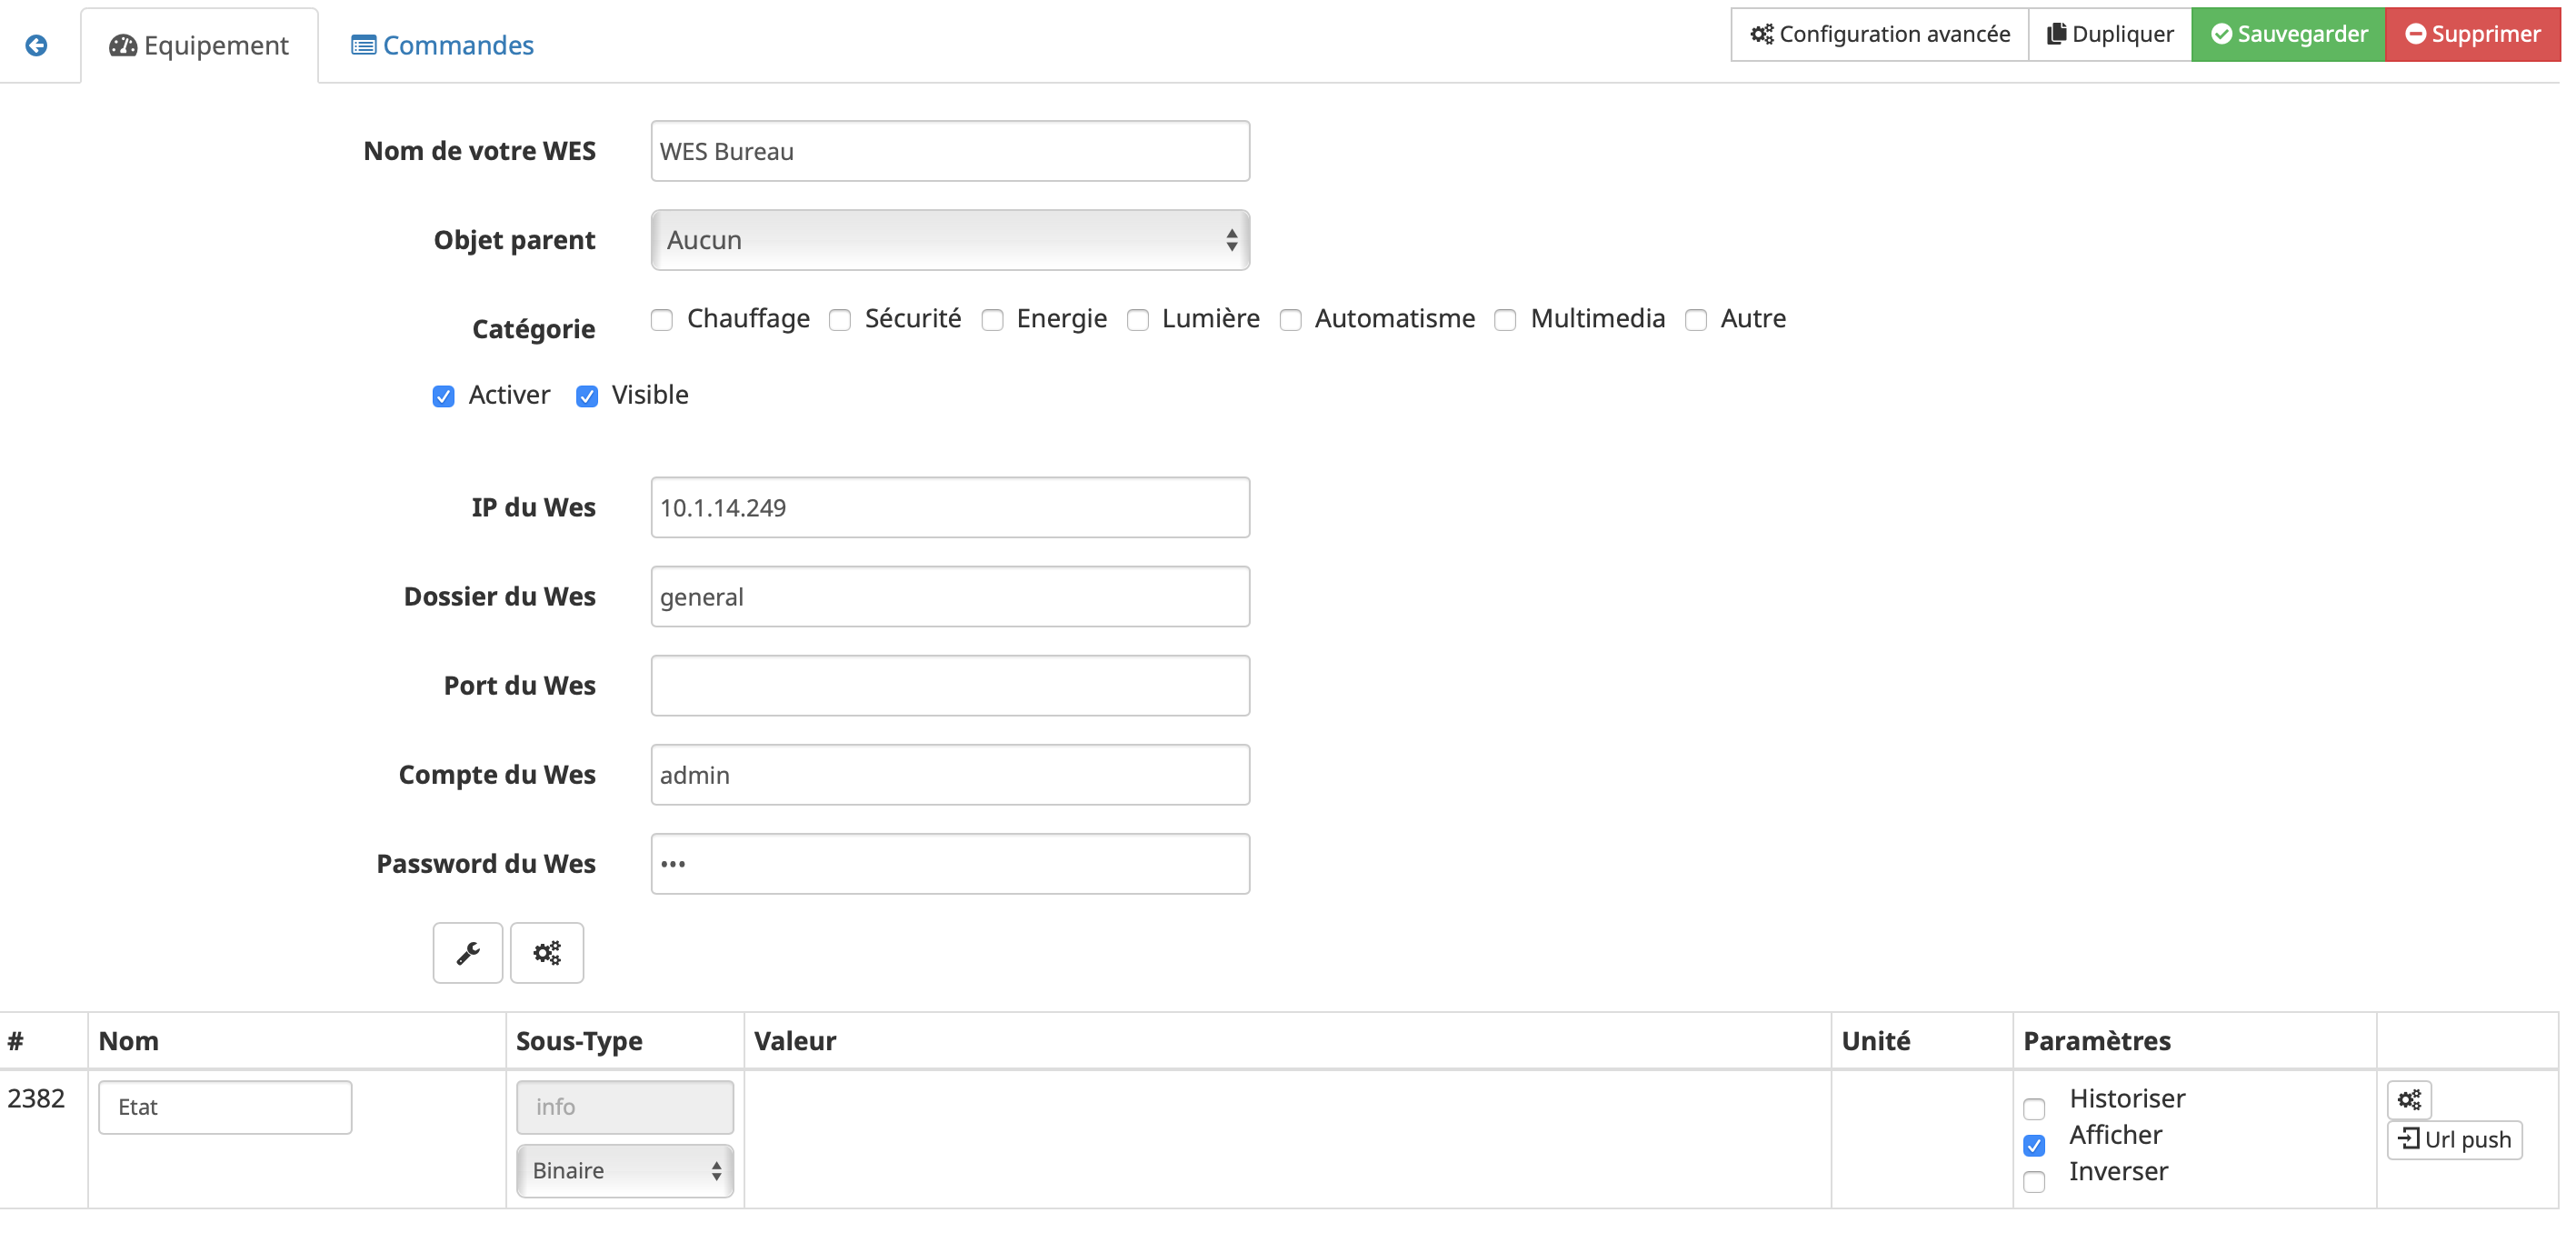 Equipement Commandes Configuration avancée Dupliquer Sauvegarder Supprimer
Nom de votre WES WES Bureau
Objet parent Aucun
Catégorie Chauffage Sécurité Energie Lumière Automatisme Multimedia Autre
Activer Visible
IP du Wes 10.1.14.249
Dossier du Wes general
Port du Wes
Compte du Wes admin
Password du Wes •••
# Nom Sous-Type Valeur Unité Paramètres
2382 Etat info Historiser
Afficher Url push
Binaire Inverser